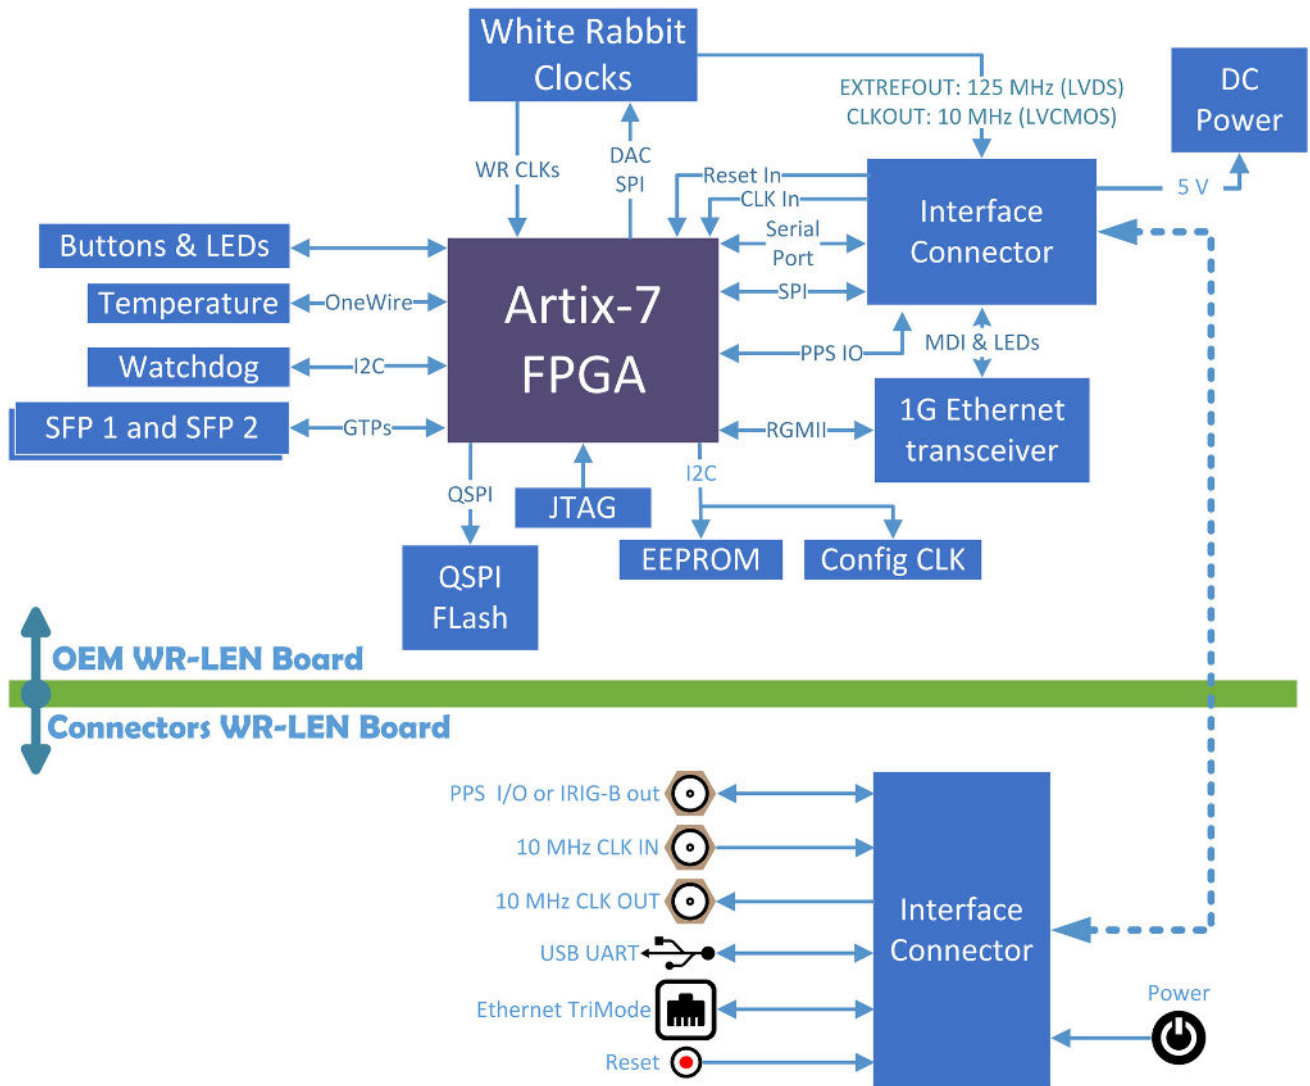 White Rabbit
Clocks
EXTREFOUT: 125 MHz (LVDS)
CLKOUT: 10 MHz (LVCMOS)
DC
Power
WR CLKs
DAC
SPI
Reset In
CLK In
Serial
Port
SPI
PPS IO
Interface
Connector
5 V
Buttons & LEDs
Temperature
OneWire
Watchdog
I2C
SFP 1 and SFP 2
GTPs
Artix-7
FPGA
MDI & LEDs
RGMII
1G Ethernet
transceiver
QSPI
JTAG
I2C
QSPI
FLash
EEPROM
Config CLK
OEM WR-LEN Board
Connectors WR-LEN Board
PPS I/O or IRIG-B out
10 MHz CLK IN
10 MHz CLK OUT
USB UART
Ethernet TriMode
Reset
Interface
Connector
Power